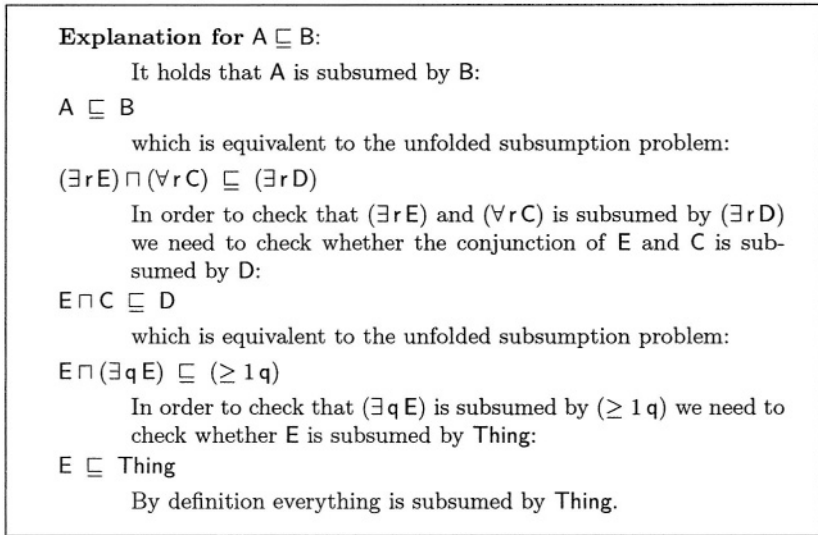 Explanation for A ⊑ B:
It holds that A is subsumed by B:
A ⊑ B
which is equivalent to the unfolded subsumption problem:
(∃ r E) ⊓ (∀ r C) ⊑ (∃ r D)
In order to check that (∃ r E) and (∀ r C) is subsumed by (∃ r D)
we need to check whether the conjunction of E and C is sub-
sumed by D:
E ⊓ C ⊑ D
which is equivalent to the unfolded subsumption problem:
E ⊓ (∃ q E) ⊑ (≥ 1 q)
In order to check that (∃ q E) is subsumed by (≥ 1 q) we need to
check whether E is subsumed by Thing:
E ⊑ Thing
By definition everything is subsumed by Thing.